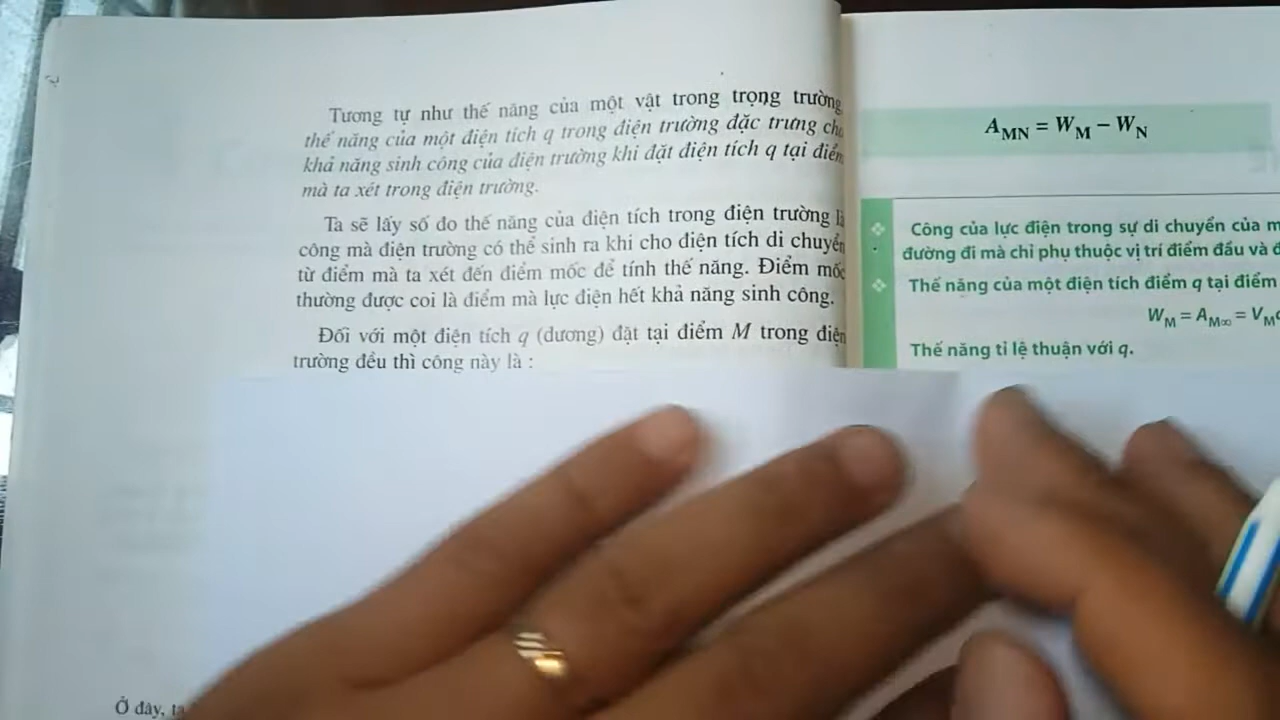 Tương tự như thế năng của một vật trong trọng trường,
thế năng của một điện tích q trong điện trường đặc trưng cho
khả năng sinh công của điện trường khi đặt điện tích q tại điểm
mà ta xét trong điện trường.
Ta sẽ lấy số đo thế năng của điện tích trong điện trường là
công mà điện trường có thể sinh ra khi cho điện tích di chuyển
từ điểm mà ta xét đến điểm mốc để tính thế năng. Điểm mốc
thường được coi là điểm mà lực điện hết khả năng sinh công.
Đối với một điện tích q (dương) đặt tại điểm M trong điện
trường đều thì công này là :
Ở đây, ta
A_MN = W_M – W_N
Công của lực điện trong sự di chuyển của
đường đi mà chỉ phụ thuộc vị trí điểm đầu và
Thế năng của một điện tích điểm q tại điểm
W_M = A_M∞ = V_M
Thế năng tỉ lệ thuận với q.